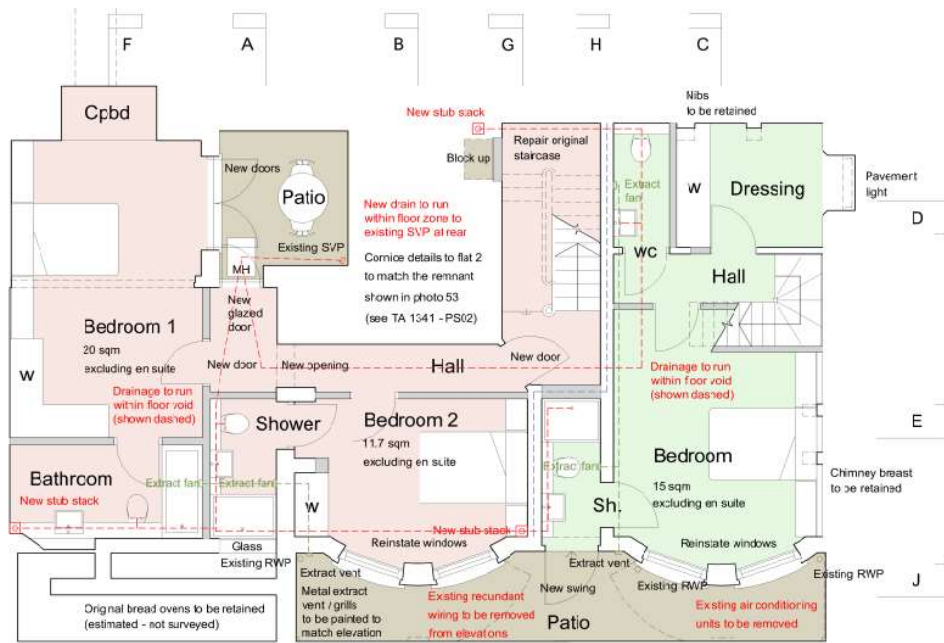 F
A
B
G
H
C
Nibs
to be retained
Cpbd
New stub stack
Repair original
staircase
Block up
New doors
Patio
Extract
fan
W
Dressing
Pavement
light
D
New drain to run
within floor zone to
existing SVP at rear
Existing SVP
Cornice details to flat 2
to match the remnant
shown in photo 53
(see TA 1341 - PS02)
WC
MH
Hall
New
glazed
door
Bedroom 1
20 sqm
excluding en suite
New door
New opening
Hall
New door
W
Drainage to run
within floor void
(shown dashed)
Drainage to run
within floor void
(shown dashed)
Shower
Bedroom 2
11.7 sqm
excluding en suite
E
Bedroom
15 sqm
excluding en suite
Chimney breast
to be retained
Bathroom
Extract fan
Extract fan
Extract fan
New stub stack
W
New stub stack
Sh.
Glass
Reinstate windows
Reinstate windows
Existing RWP
Extract vent
Extract vent
Existing RWP
Existing RWP
J
Metal extract
vent / grills
to be painted to
match elevation
New swing
Original bread ovens to be retained
(estimated - not surveyed)
Existing redundant
wiring to be removed
from elevations
Patio
Existing air conditioning
units to be removed